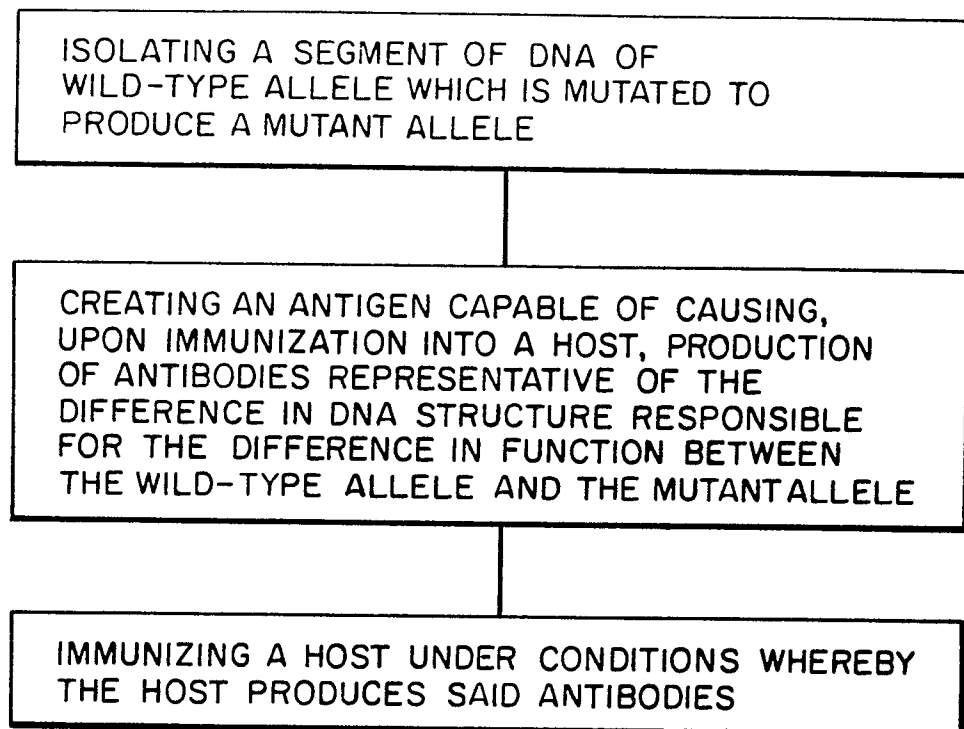 ISOLATING A SEGMENT OF DNA OF
WILD-TYPE ALLELE WHICH IS MUTATED TO
PRODUCE A MUTANT ALLELE
CREATING AN ANTIGEN CAPABLE OF CAUSING,
UPON IMMUNIZATION INTO A HOST, PRODUCTION
OF ANTIBODIES REPRESENTATIVE OF THE
DIFFERENCE IN DNA STRUCTURE RESPONSIBLE
FOR THE DIFFERENCE IN FUNCTION BETWEEN
THE WILD-TYPE ALLELE AND THE MUTANT ALLELE
IMMUNIZING A HOST UNDER CONDITIONS WHEREBY
THE HOST PRODUCES SAID ANTIBODIES